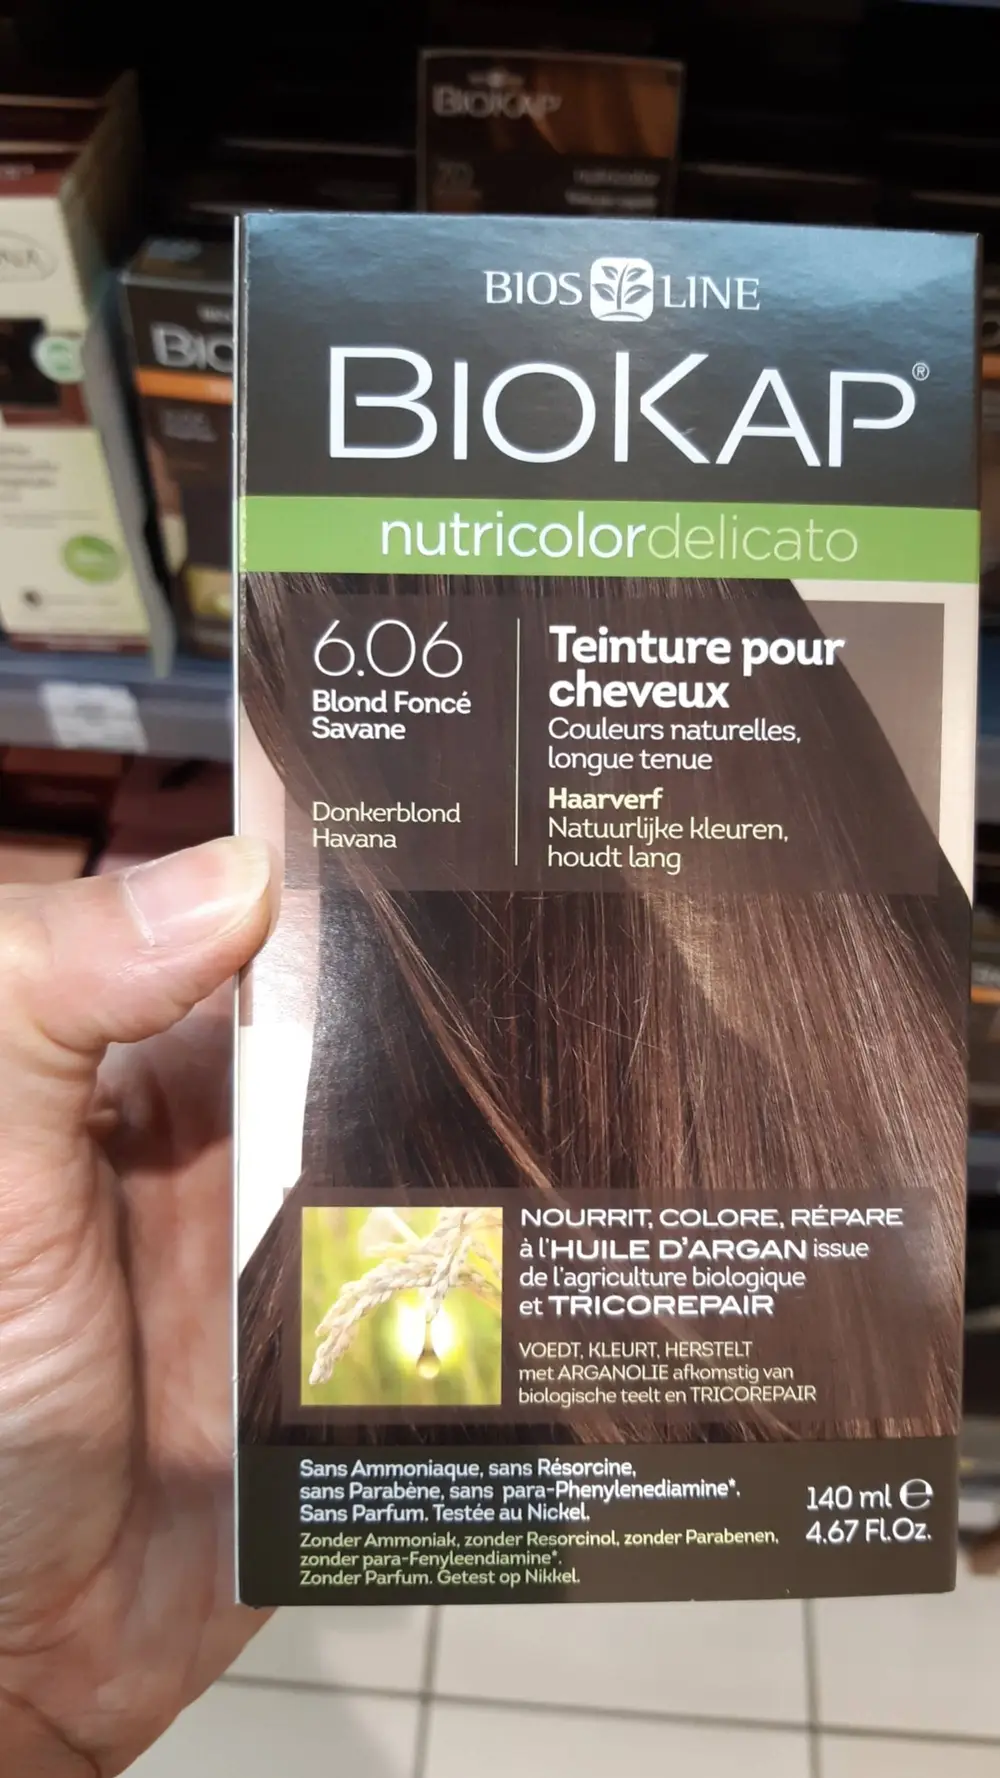 BIOKAP
BIOS LINE
BIOKAP®
nutricolordelicato
6.06
Blond Foncé
Savane
Donkerblond
Havana
Teinture pour
cheveux
Couleurs naturelles,
longue tenue
Haarverf
Natuurlijke kleuren,
houdt lang
NOURRIT, COLORE, RÉPARE
à l'HUILE D'ARGAN issue
de l'agriculture biologique
et TRICOREPAIR
VOEDT, KLEURT, HERSTELT
met ARGANOLIE afkomstig van
biologische teelt en TRICOREPAIR
Sans Ammoniaque, sans Résorcine,
sans Parabène, sans para-Phenylenediamine*.
Sans Parfum. Testée au Nickel.
Zonder Ammoniak, zonder Resorcinol, zonder Parabenen,
zonder para-Fenyleendiamine*.
Zonder Parfum. Getest op Nikkel.
140 ml ℮
4.67 Fl.Oz.